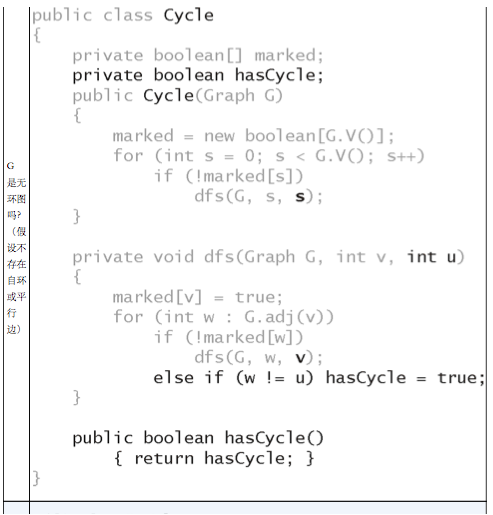 public class Cycle
{
    private boolean[] marked;
    private boolean hasCycle;
    public Cycle(Graph G)
    {
        marked = new boolean[G.V()];
        for (int s = 0; s < G.V(); s++)
            if (!marked[s])
                dfs(G, s, s);
    }
    private void dfs(Graph G, int v, int u)
    {
        marked[v] = true;
        for (int w : G.adj(v))
            if (!marked[w])
                dfs(G, w, v);
            else if (w != u) hasCycle = true;
    }
    public boolean hasCycle()
        { return hasCycle; }
}
G
是无
环图
吗?
（假
设不
存在
自环
或平
行
边）